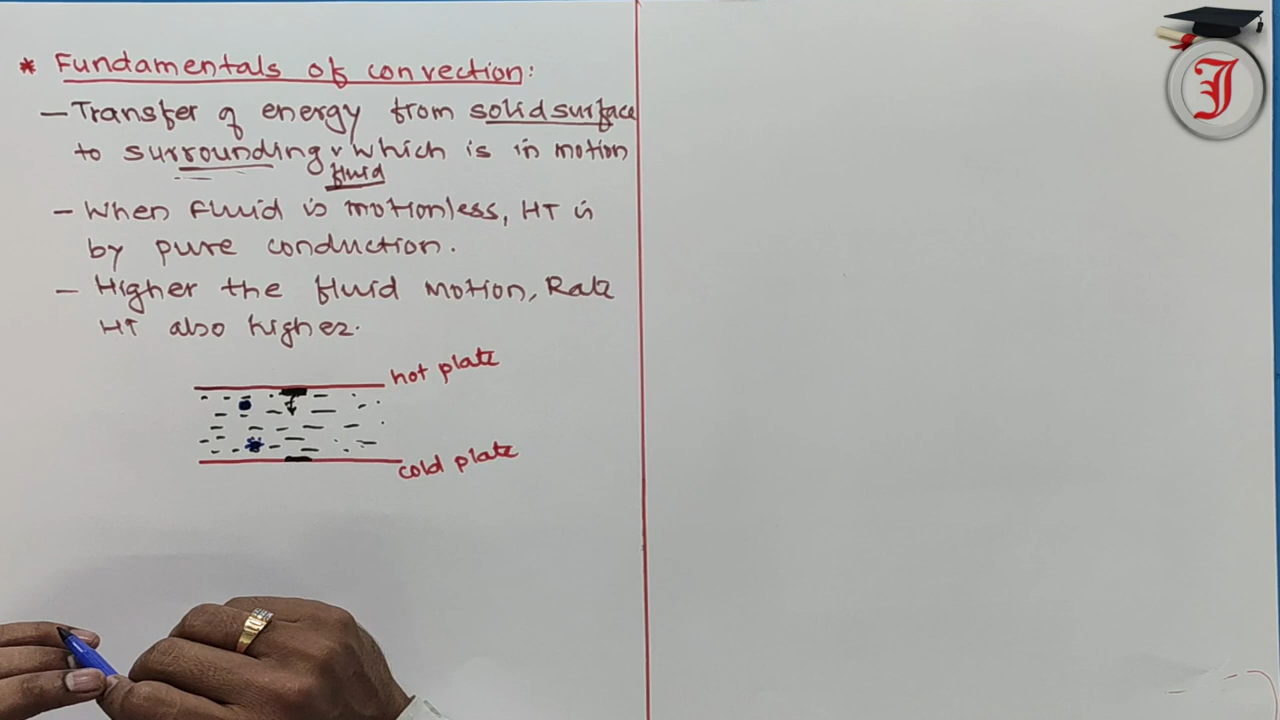 * Fundamentals of convection:
- Transfer of energy from solid surface
to surrounding which is in motion
fluid
- When fluid is motionless, HT is
by pure conduction.
- Higher the fluid motion, Rate
HT also higher.
hot plate
cold plate
J